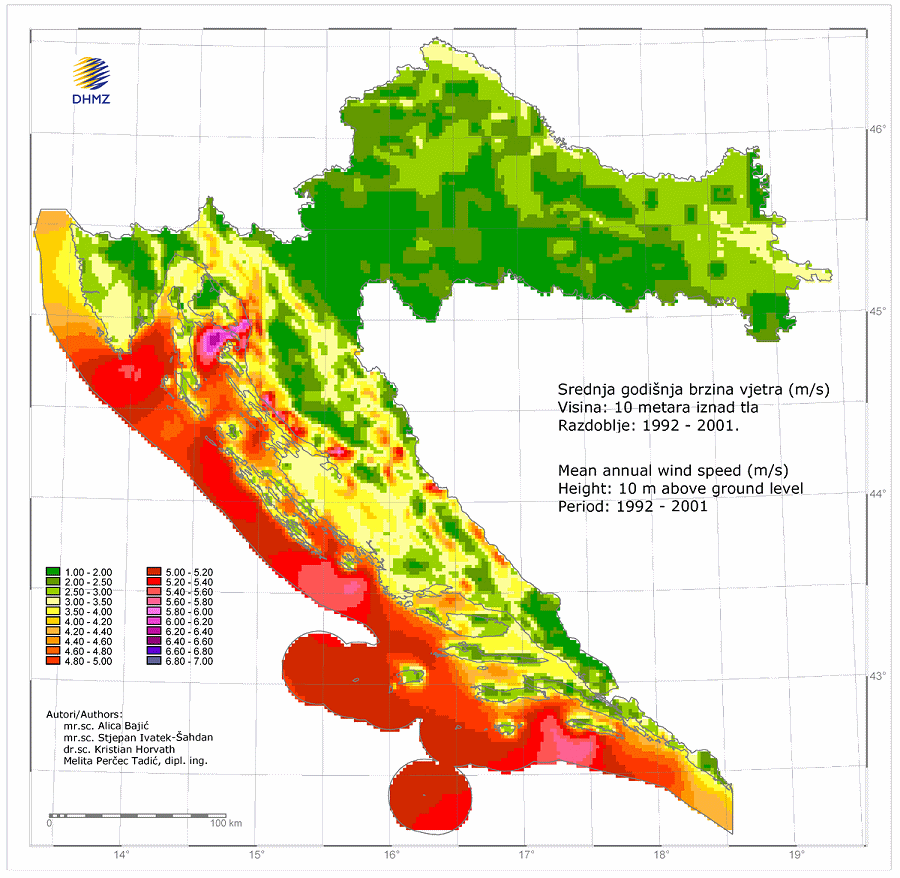 DHMZ
46°
45°
Srednja godišnja brzina vjetra (m/s)
Visina: 10 metara iznad tla
Razdoblje: 1992 - 2001.
Mean annual wind speed (m/s)
Height: 10 m above ground level
Period: 1992 - 2001
44°
1.00 - 2.00
2.00 - 2.50
2.50 - 3.00
3.00 - 3.50
3.50 - 4.00
4.00 - 4.20
4.20 - 4.40
4.40 - 4.60
4.60 - 4.80
4.80 - 5.00
5.00 - 5.20
5.20 - 5.40
5.40 - 5.60
5.60 - 5.80
5.80 - 6.00
6.00 - 6.20
6.20 - 6.40
6.40 - 6.60
6.60 - 6.80
6.80 - 7.00
43°
Autori/Authors:
mr.sc. Alica Bajić
mr.sc. Stjepan Ivatek-Šahdan
dr.sc. Kristian Horvath
Melita Perčec Tadić, dipl. ing.
0 100 km
14° 15° 16° 17° 18° 19°